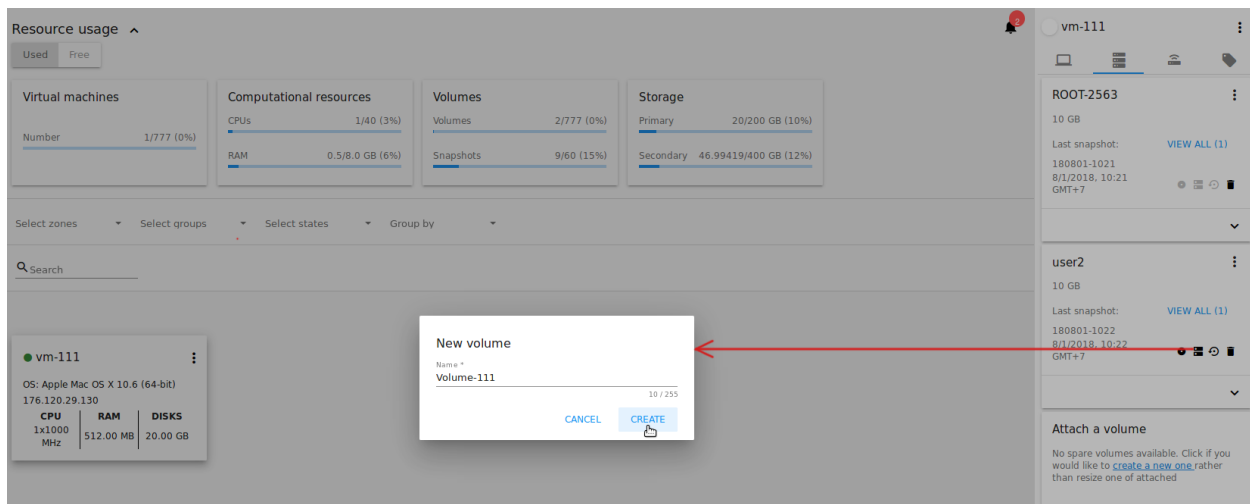 Resource usage
2
Used Free
Virtual machines
Number 1/777 (0%)
Computational resources
CPUs 1/40 (3%)
RAM 0.5/8.0 GB (6%)
Volumes
Volumes 2/777 (0%)
Snapshots 9/60 (15%)
Storage
Primary 20/200 GB (10%)
Secondary 46.99419/400 GB (12%)
Select zones Select groups Select states Group by
Search
vm-111
OS: Apple Mac OS X 10.6 (64-bit)
176.120.29.130
CPU RAM DISKS
1x1000 MHz 512.00 MB 20.00 GB
New volume
Name *
Volume-111
10 / 255
CANCEL CREATE
vm-111
ROOT-2563
10 GB
Last snapshot: VIEW ALL (1)
180801-1021
8/1/2018, 10:21
GMT+7
user2
10 GB
Last snapshot: VIEW ALL (1)
180801-1022
8/1/2018, 10:22
GMT+7
Attach a volume
No spare volumes available. Click if you
would like to create a new one rather
than resize one of attached